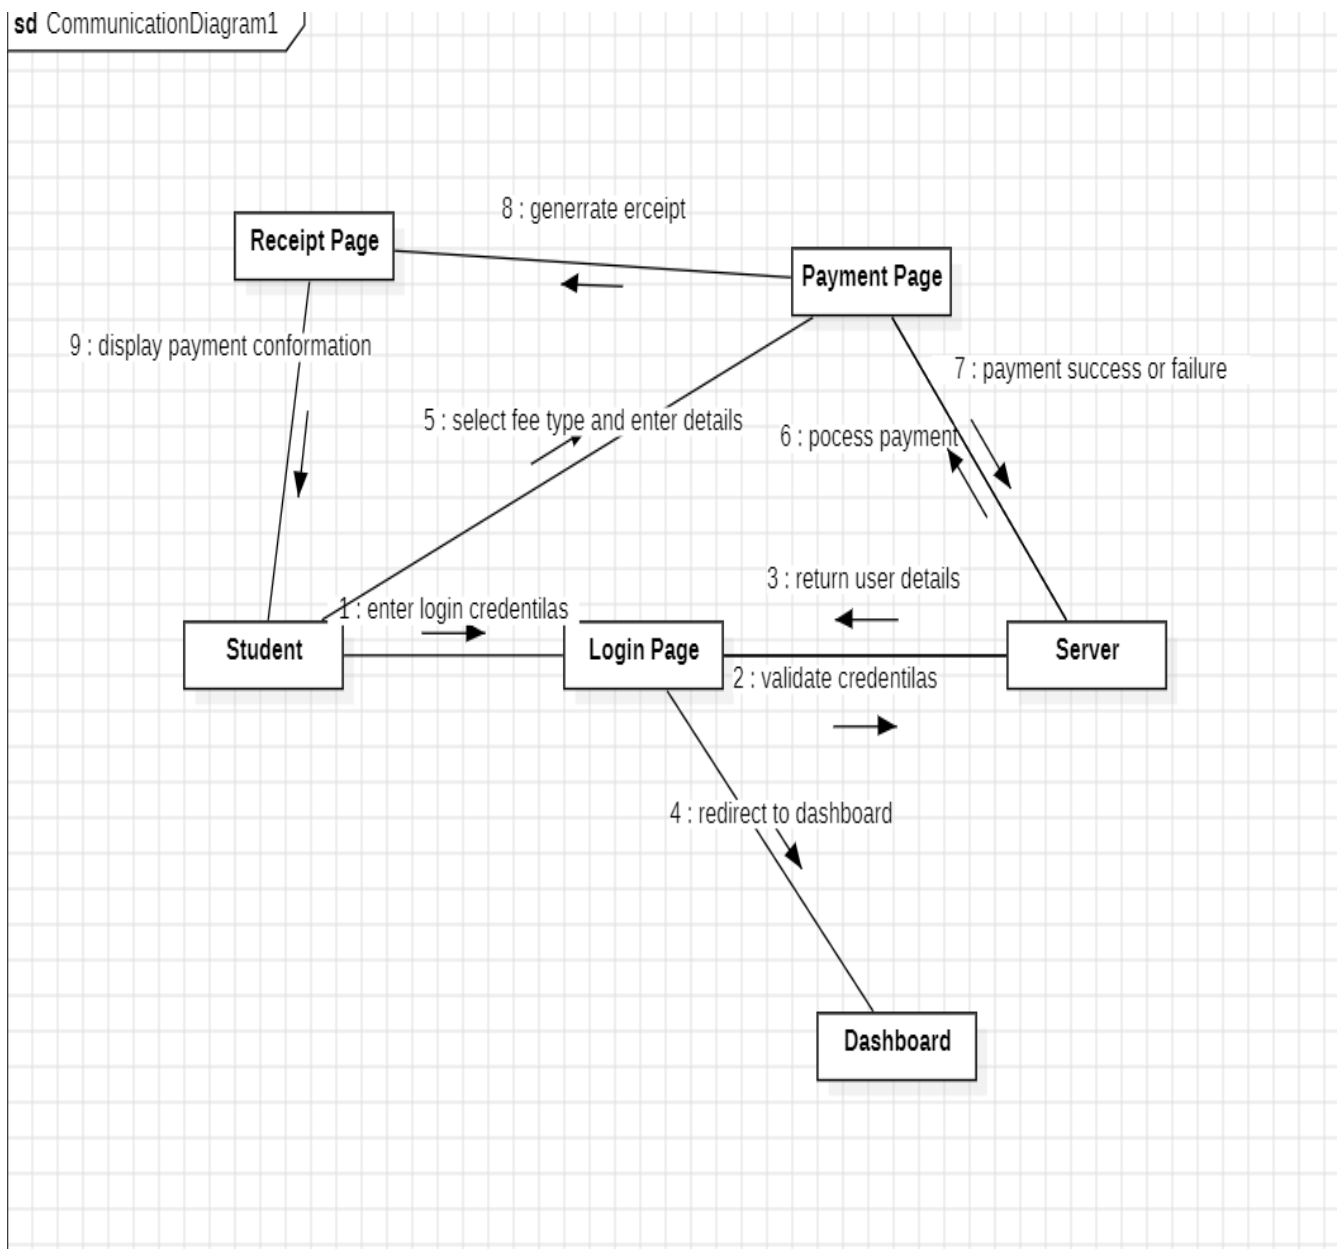 sd CommunicationDiagram1
8 : generrate erceipt
Receipt Page
Payment Page
9 : display payment conformation
7 : payment success or failure
5 : select fee type and enter details
6 : pocess payment
3 : return user details
1 : enter login credentilas
Student
Login Page
Server
2 : validate credentilas
4 : redirect to dashboard
Dashboard